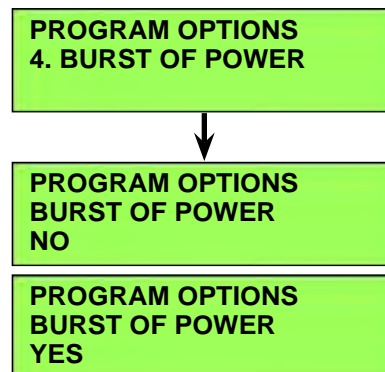 PROGRAM OPTIONS
4. BURST OF POWER
PROGRAM OPTIONS
BURST OF POWER
NO
PROGRAM OPTIONS
BURST OF POWER
YES